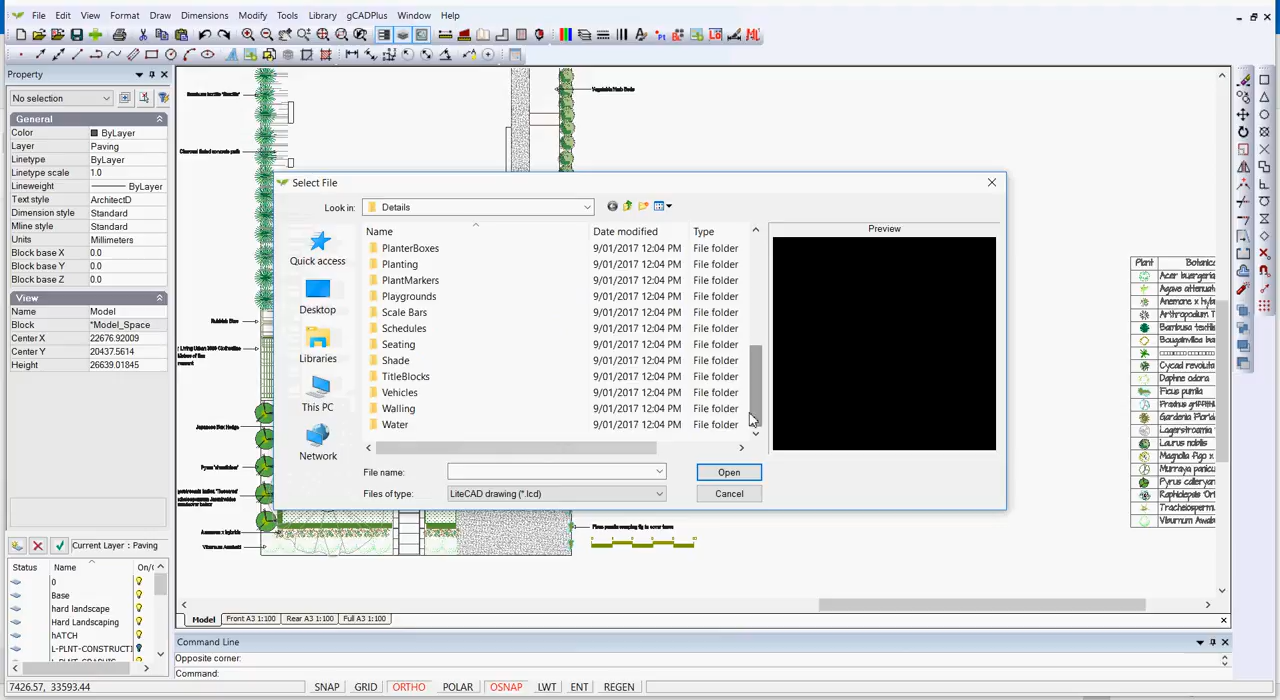 File Edit View Format Draw Dimensions Modify Tools Library gCADPlus Window Help
Property
No selection
General
Color ByLayer
Layer Paving
Linetype ByLayer
Linetype scale 1.0
Lineweight ByLayer
Text style ArchitectD
Dimension style Standard
Mline style Standard
Units Millimeters
Block base X 0.0
Block base Y 0.0
Block base Z 0.0
View
Name Model
Block *Model_Space
Center X 22676.92009
Center Y 20437.5614
Height 26639.01845
Current Layer : Paving
Status Name On/(
0
Base
hard landscape
Hard Landscaping
hATCH
L-PLNT-CONSTRUCTI
Select File
Look in: Details
Name Date modified Type
PlanterBoxes 9/01/2017 12:04 PM File folder
Planting 9/01/2017 12:04 PM File folder
PlantMarkers 9/01/2017 12:04 PM File folder
Playgrounds 9/01/2017 12:04 PM File folder
Scale Bars 9/01/2017 12:04 PM File folder
Schedules 9/01/2017 12:04 PM File folder
Seating 9/01/2017 12:04 PM File folder
Shade 9/01/2017 12:04 PM File folder
TitleBlocks 9/01/2017 12:04 PM File folder
Vehicles 9/01/2017 12:04 PM File folder
Walling 9/01/2017 12:04 PM File folder
Water 9/01/2017 12:04 PM File folder
Quick access
Desktop
Libraries
This PC
Network
Preview
File name: Open
Files of type: LiteCAD drawing (*.lcd) Cancel
Plant Botanic
Acer buergeria
Agave attenuat
Anemone x hyb
Arthropodium
Bambusa textilis
Bougainvillea
Cycad revoluta
Daphne odora
Ficus pumila
Gardenia Florid
Lagerstroemia
Laurus nobilis
Magnolia figo x
Murraya panicu
Pyrus calleryan
Raphiolepis
Trachelosperm
Viburnum Awab
Model Front A3 1:100 Rear A3 1:100 Full A3 1:100
Command Line
Opposite corner:
Command:
7426.57, 33593.44 SNAP GRID ORTHO POLAR OSNAP LWT ENT REGEN